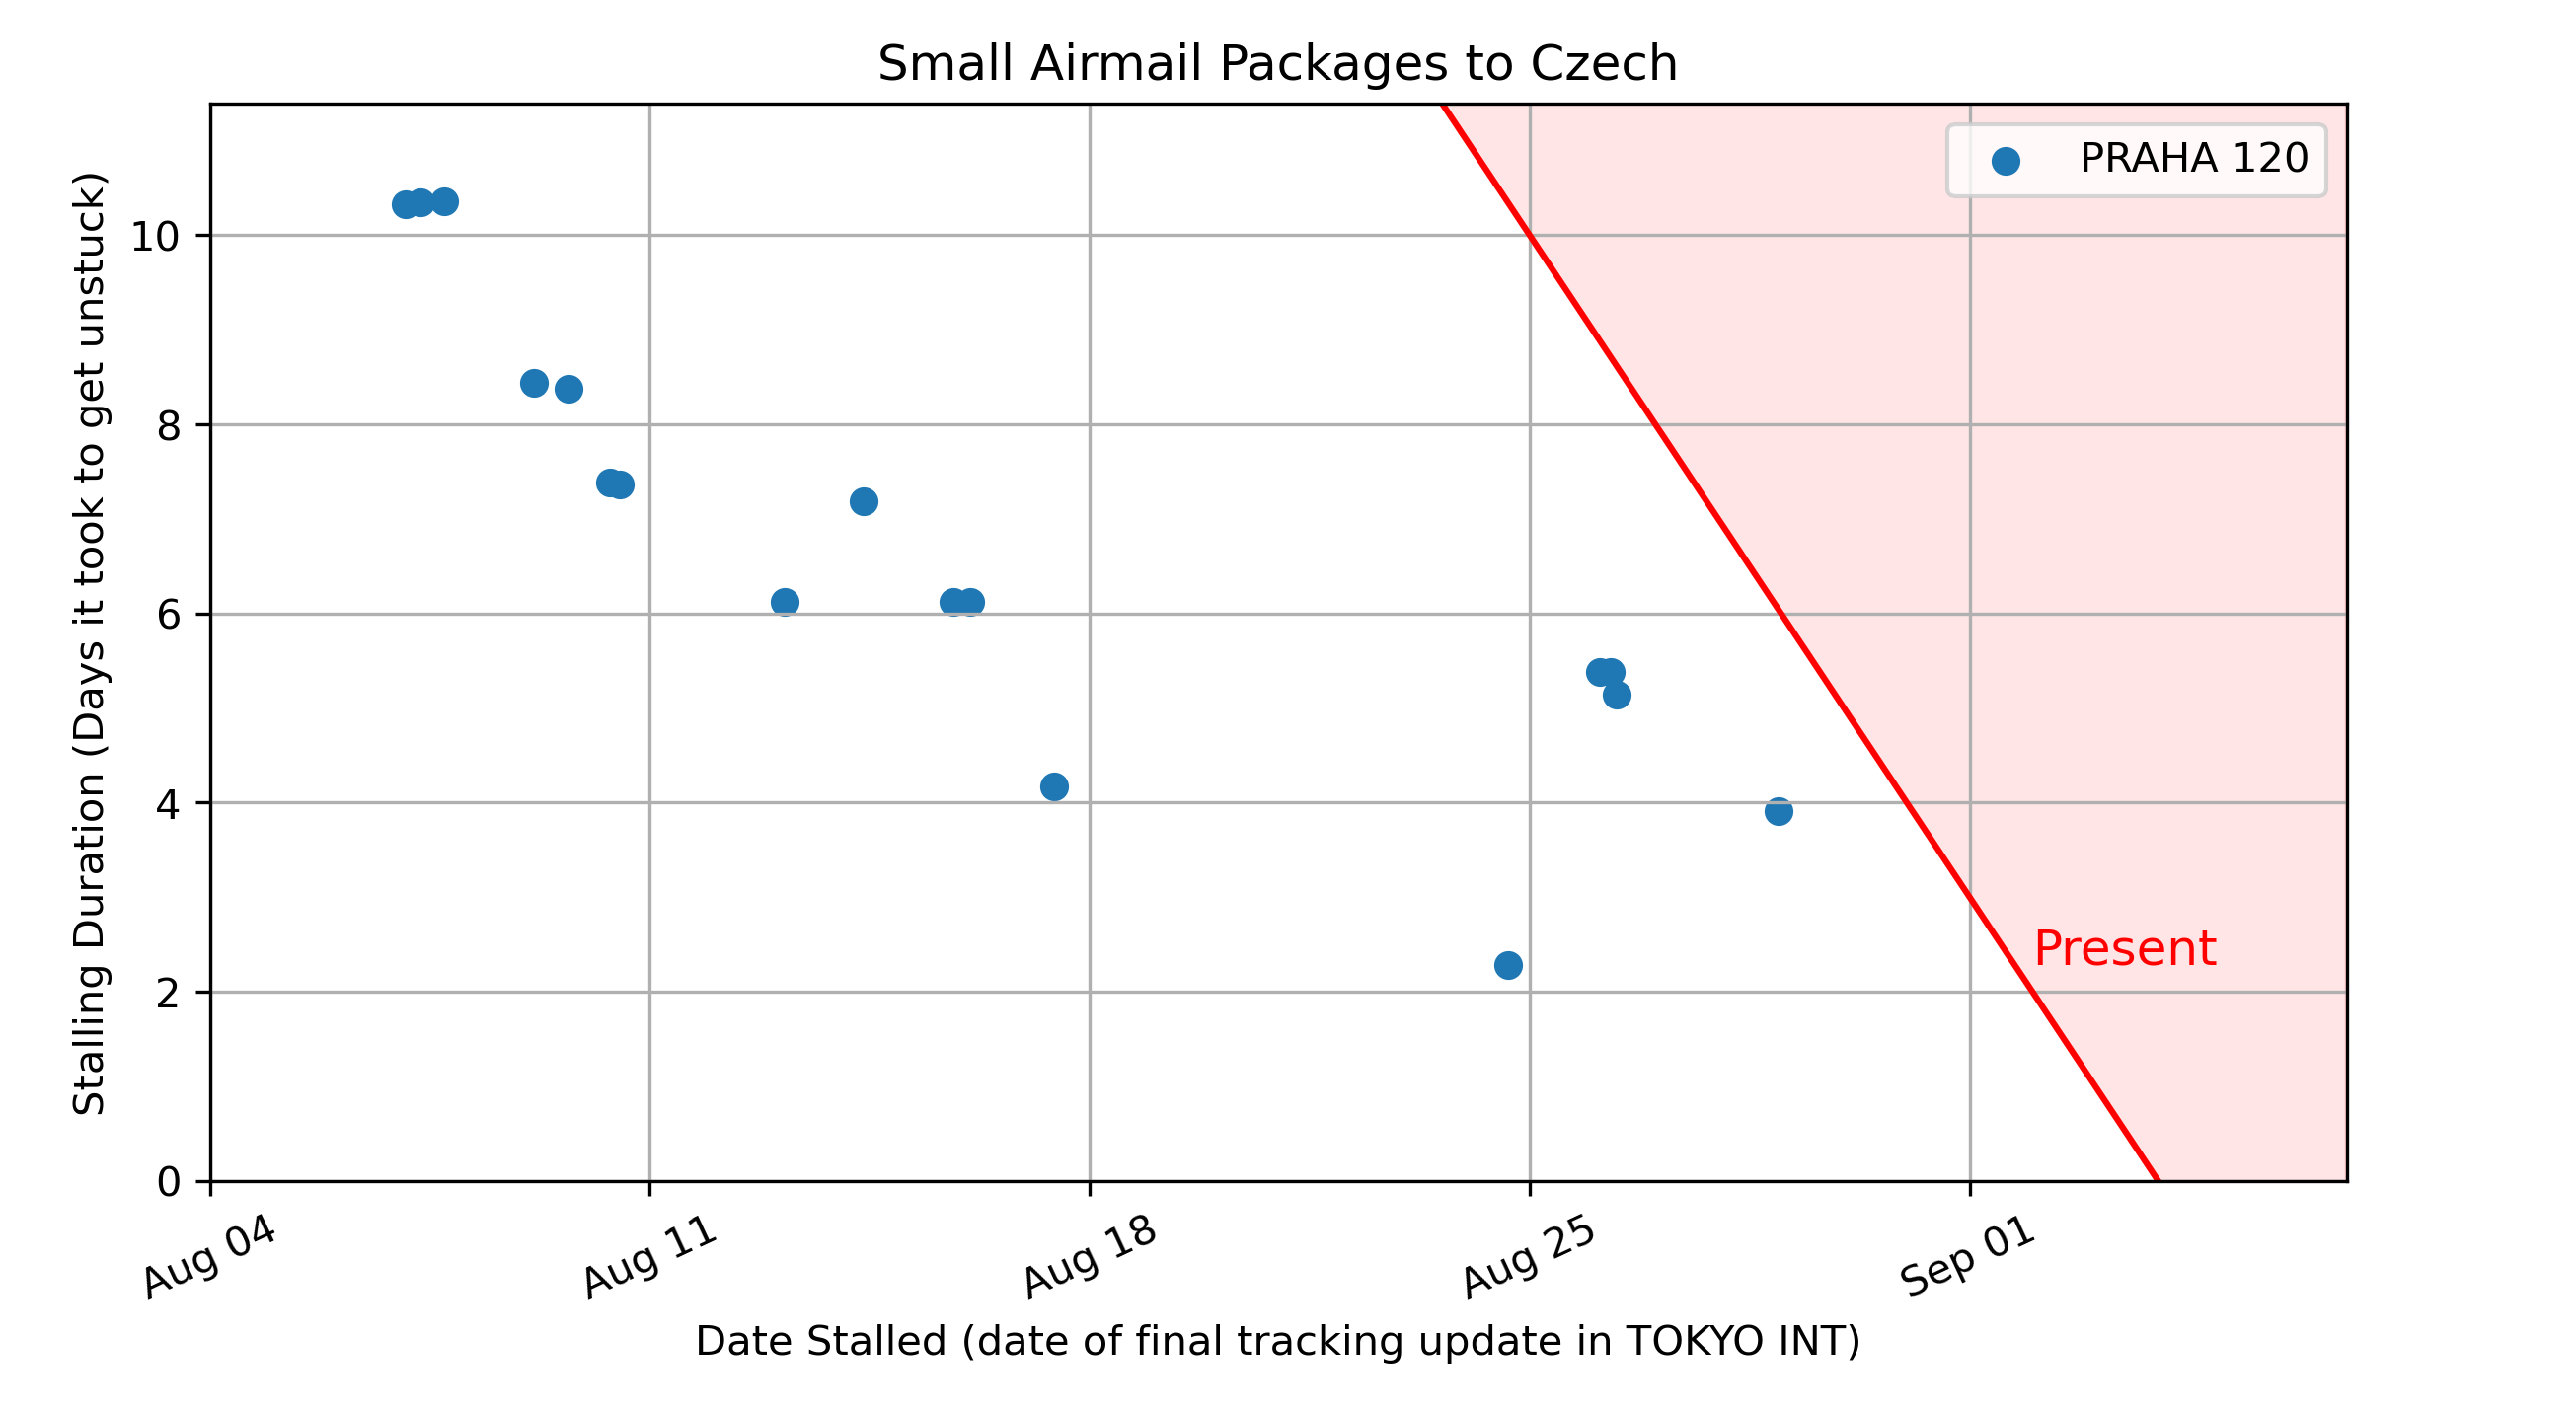 Small Airmail Packages to Czech
PRAHA 120
Stalling Duration (Days it took to get unstuck)
10
8
6
4
2
0
Present
Aug 04
Aug 11
Aug 18
Aug 25
Sep 01
Date Stalled (date of final tracking update in TOKYO INT)